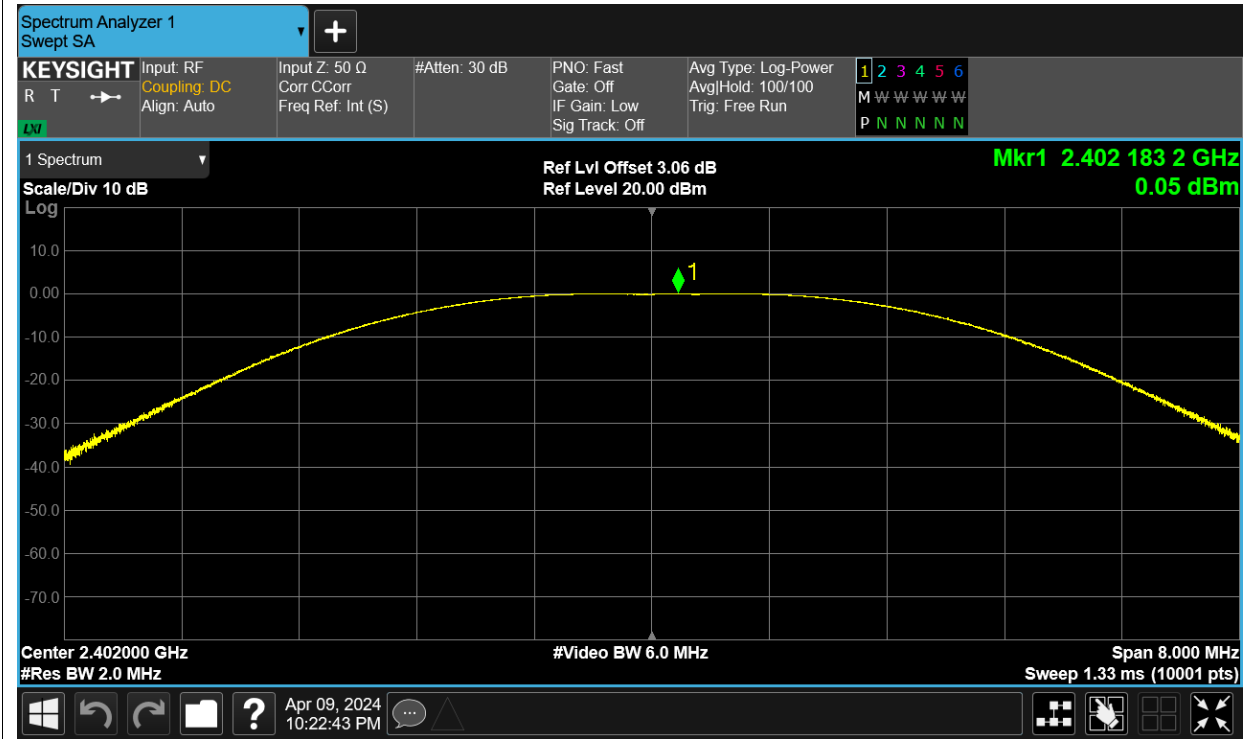 Spectrum Analyzer 1
Swept SA
KEYSIGHT
R T
LXI
Input: RF
Coupling: DC
Align: Auto
Input Z: 50 Ω
Corr CCorr
Freq Ref: Int (S)
#Atten: 30 dB
PNO: Fast
Gate: Off
IF Gain: Low
Sig Track: Off
Avg Type: Log-Power
Avg|Hold: 100/100
Trig: Free Run
1 2 3 4 5 6
M W W W W W
P N N N N N
1 Spectrum
Scale/Div 10 dB
Log
Ref Lvl Offset 3.06 dB
Ref Level 20.00 dBm
Mkr1 2.402 183 2 GHz
0.05 dBm
10.0
0.00
-10.0
-20.0
-30.0
-40.0
-50.0
-60.0
-70.0
1
Center 2.402000 GHz
#Res BW 2.0 MHz
#Video BW 6.0 MHz
Span 8.000 MHz
Sweep 1.33 ms (10001 pts)
?
Apr 09, 2024
10:22:43 PM